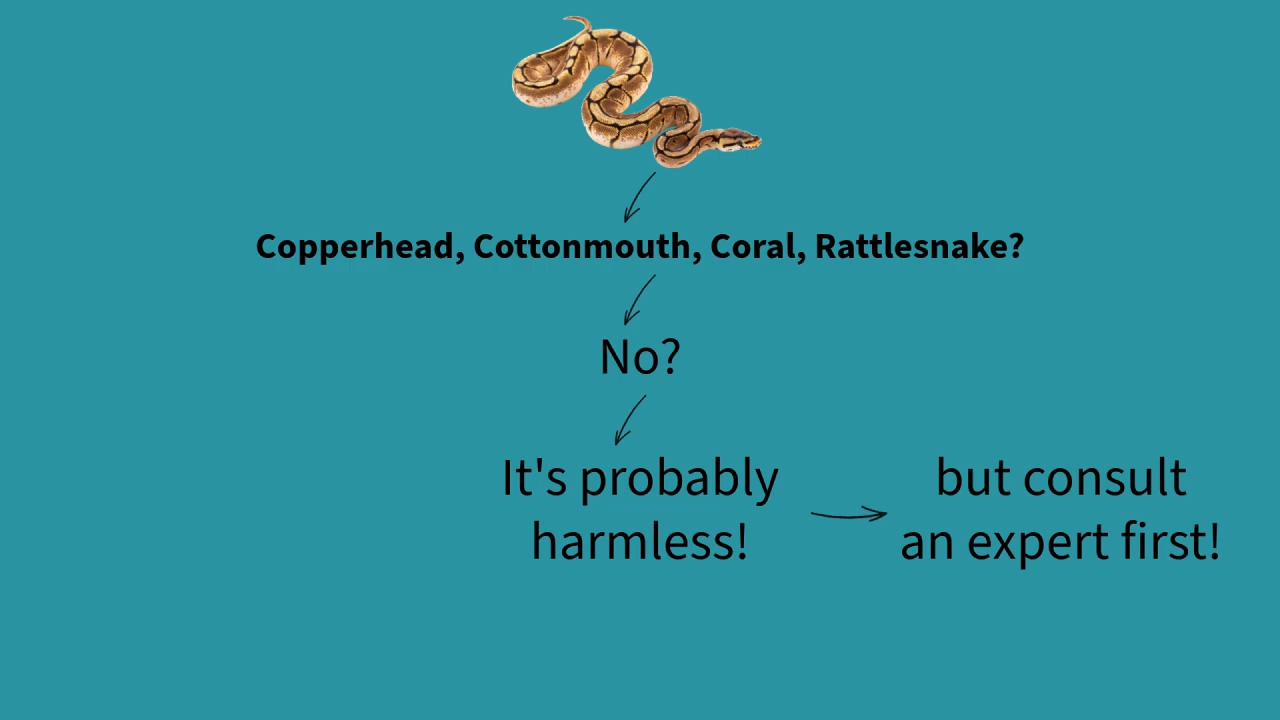 Copperhead, Cottonmouth, Coral, Rattlesnake?
No?
It's probably
harmless!
but consult
an expert first!